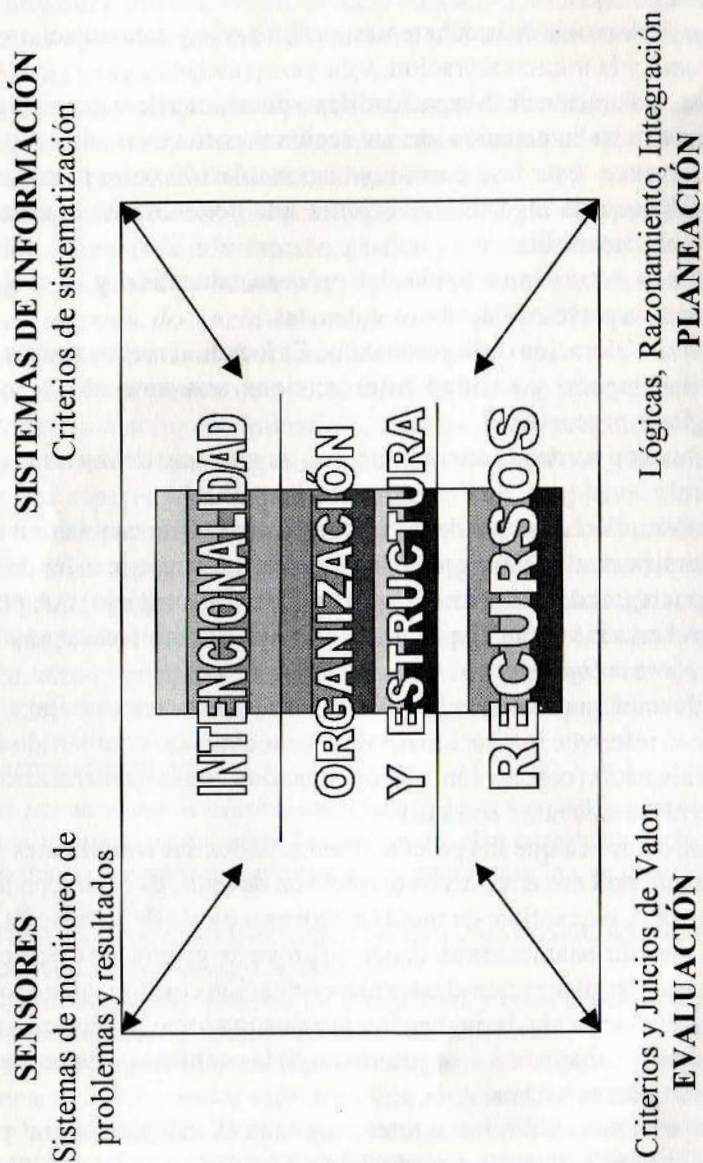 SENSORES
Sistemas de monitoreo de
problemas y resultados
SISTEMAS DE INFORMACIÓN
Criterios de sistematización
INTENCIONALIDAD
ORGANIZACIÓN
Y ESTRUCTURA
RECURSOS
Criterios y Juicios de Valor
EVALUACIÓN
Lógicas, Razonamiento, Integración
PLANEACIÓN